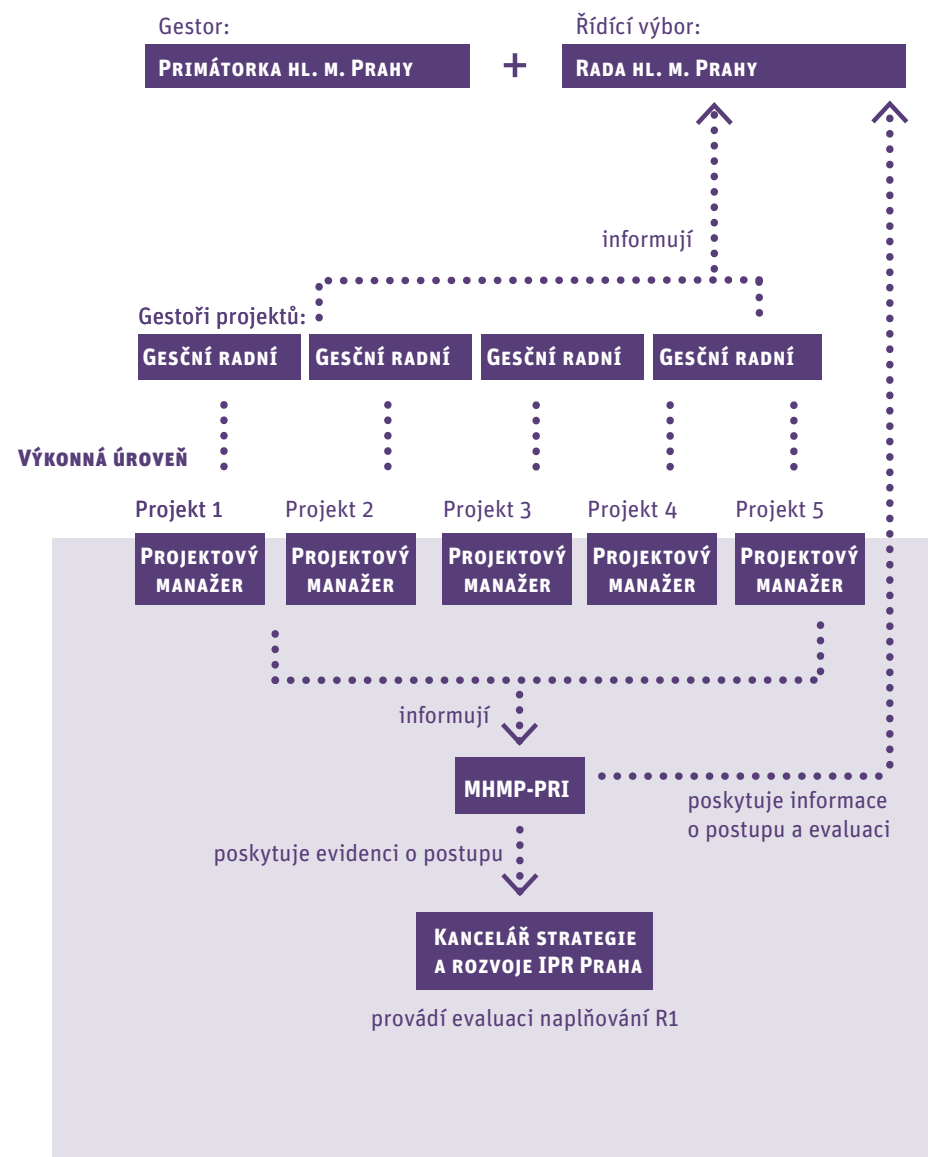 Gestor:
PRIMÁTORKA HL. M. PRAHY
+
Řídící výbor:
RADA HL. M. PRAHY
informují
Gestoři projektů:
GESČNÍ RADNÍ
GESČNÍ RADNÍ
GESČNÍ RADNÍ
GESČNÍ RADNÍ
VÝKONNÁ ÚROVEŇ
Projekt 1
Projekt 2
Projekt 3
Projekt 4
Projekt 5
PROJEKTOVÝ
MANAŽER
PROJEKTOVÝ
MANAŽER
PROJEKTOVÝ
MANAŽER
PROJEKTOVÝ
MANAŽER
PROJEKTOVÝ
MANAŽER
informují
MHMP-PRI
poskytuje informace
o postupu a evaluaci
poskytuje evidenci o postupu
KANCELÁŘ STRATEGIE
A ROZVOJE IPR PRAHA
provádí evaluaci naplňování R1